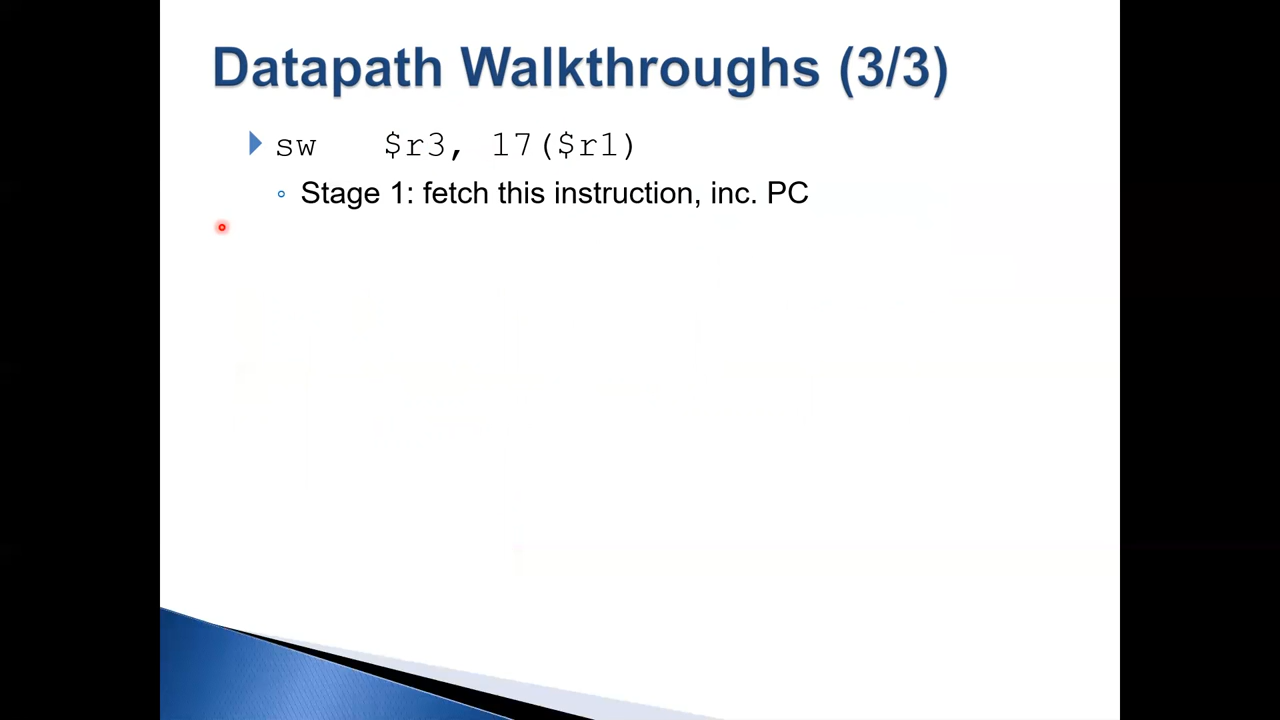 Datapath Walkthroughs (3/3)
sw $r3, 17($r1)
Stage 1: fetch this instruction, inc. PC